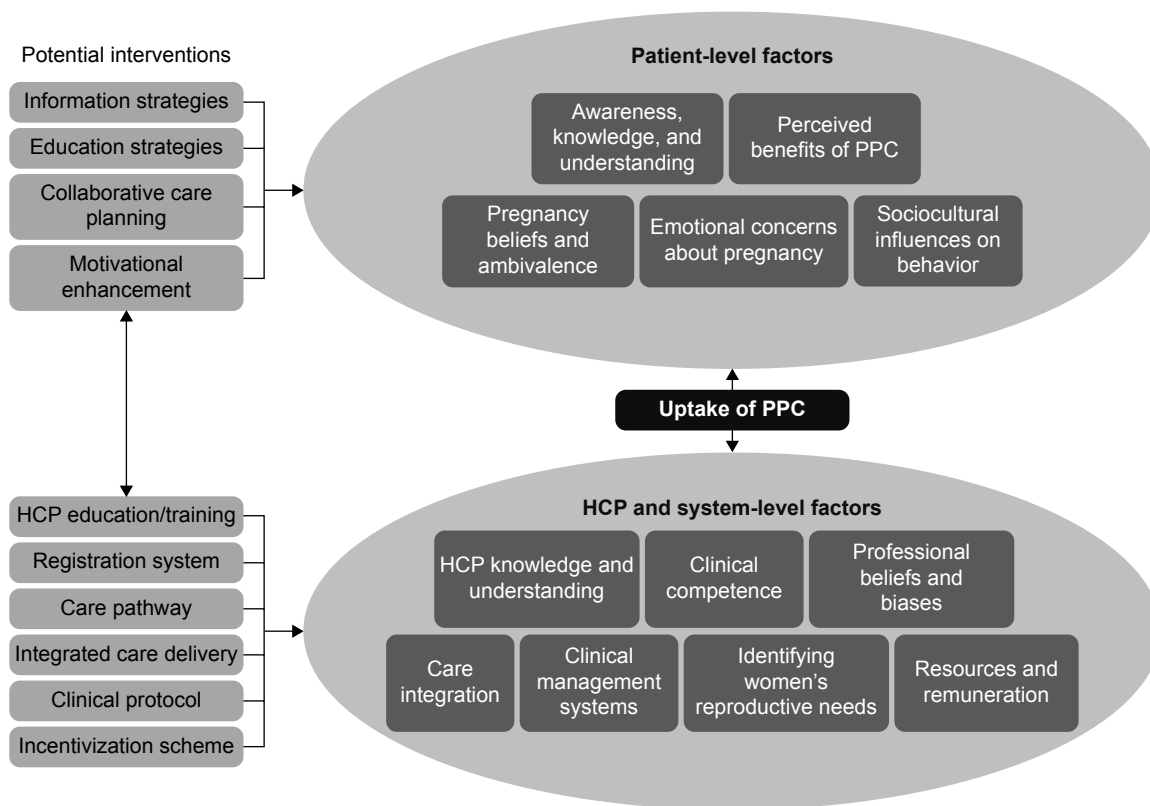 Potential interventions
Information strategies
Education strategies
Collaborative care
planning
Motivational
enhancement
Patient-level factors
Awareness,
knowledge, and
understanding
Perceived
benefits of PPC
Pregnancy
beliefs and
ambivalence
Emotional concerns
about pregnancy
Sociocultural
influences on
behavior
Uptake of PPC
HCP education/training
Registration system
Care pathway
Integrated care delivery
Clinical protocol
Incentivization scheme
HCP and system-level factors
HCP knowledge and
understanding
Clinical
competence
Professional
beliefs and
biases
Care
integration
Clinical
management
systems
Identifying
women’s
reproductive needs
Resources and
remuneration